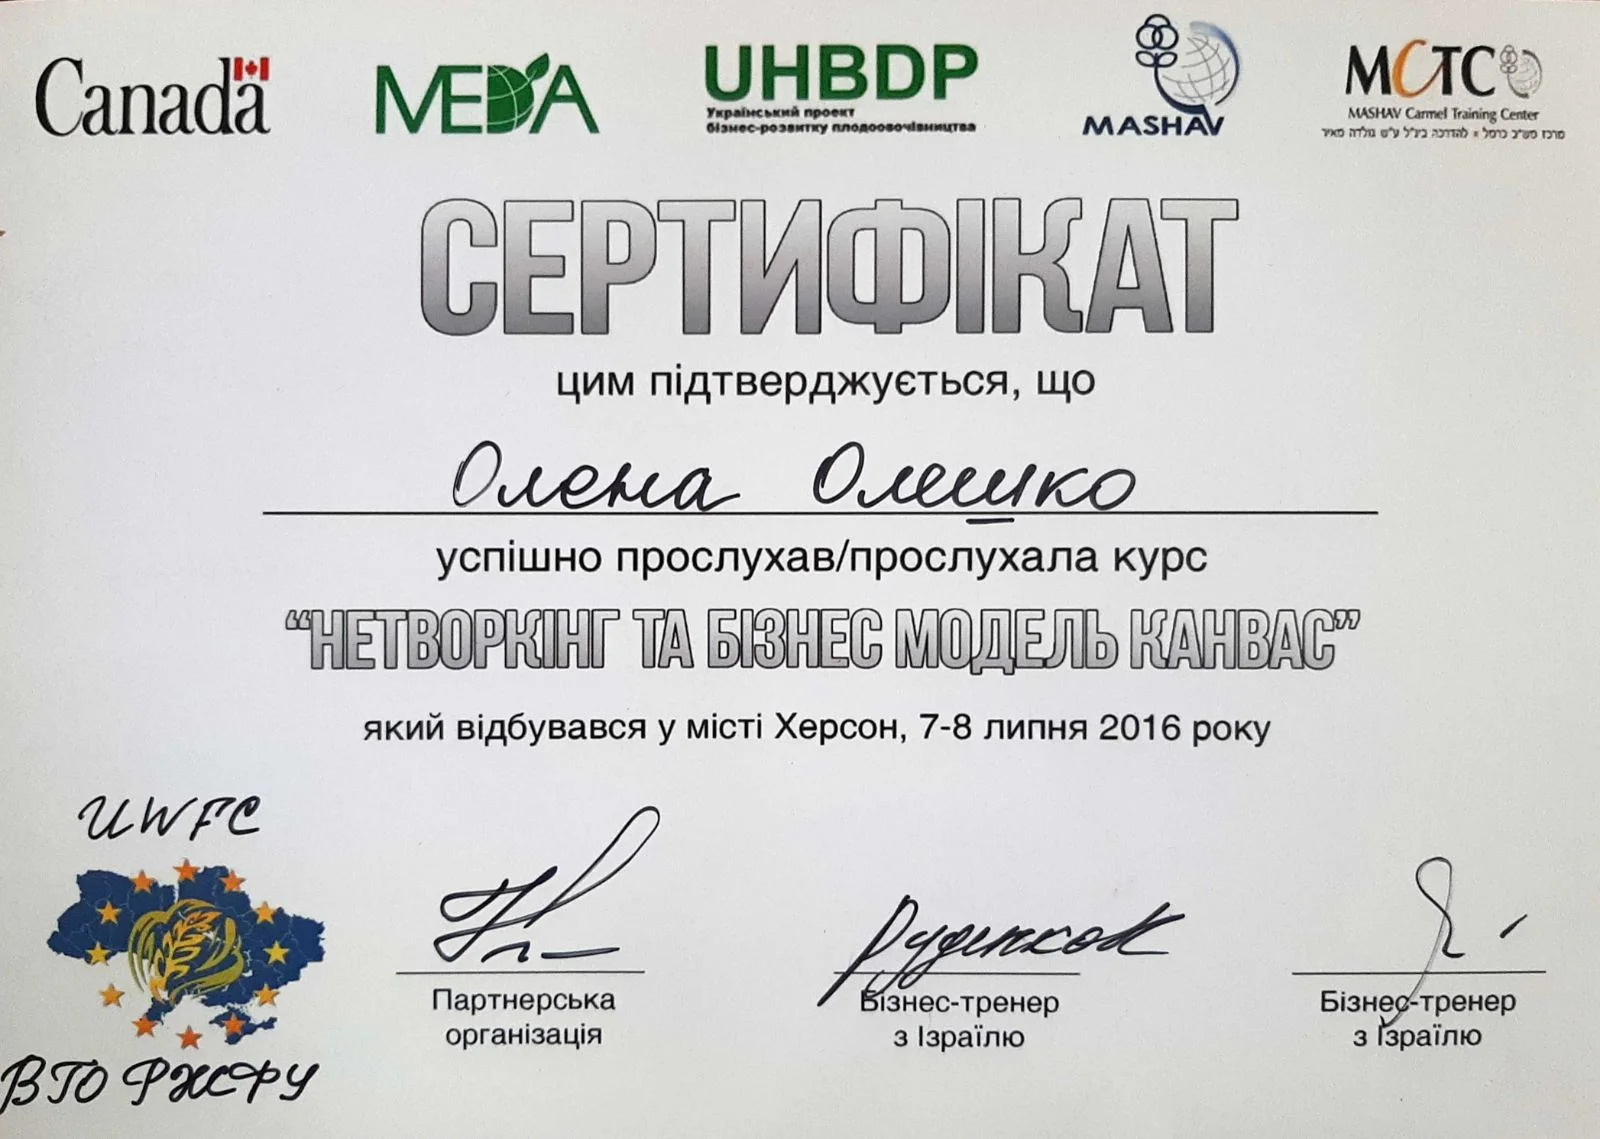 Canada
MEDA
UHBDP
Український проект
бізнес-розвитку плодоовочівництва
MASHAV
MCTC
MASHAV Carmel Training Center
מרכז מש״ב כרמל * להדרכה בינ״ל ע״ש גולדה מאיר
СЕРТИФІКАТ
цим підтверджується, що
Олена Олешко
успішно прослухав/прослухала курс
“НЕТВОРКІНГ ТА БІЗНЕС МОДЕЛЬ КАНВАС”
який відбувався у місті Херсон, 7-8 липня 2016 року
UWFC
ВГО РЖФУ
Партнерська
організація
Бізнес-тренер
з Ізраїлю
Бізнес-тренер
з Ізраїлю